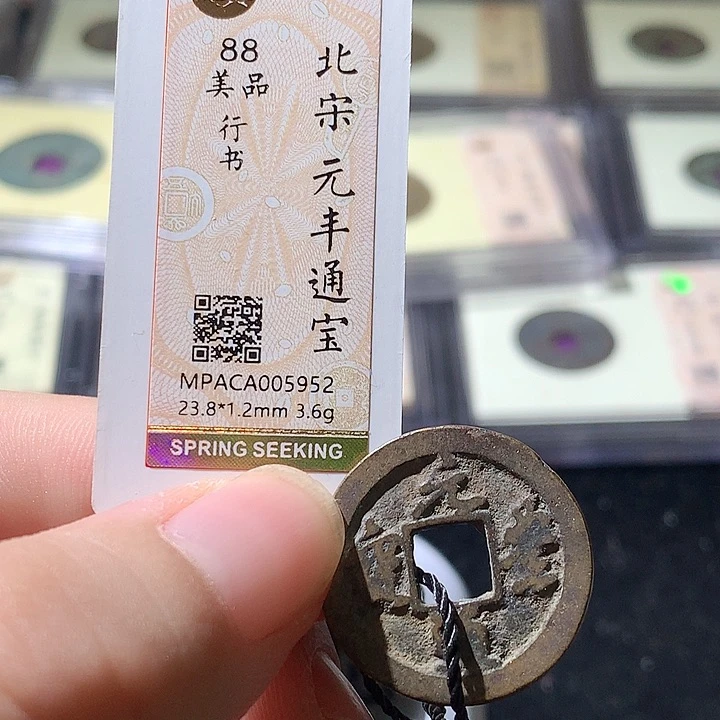 88
美品
行书
北宋 元丰通宝
MPACA005952
23.8*1.2mm 3.6g
SPRING SEEKING
元